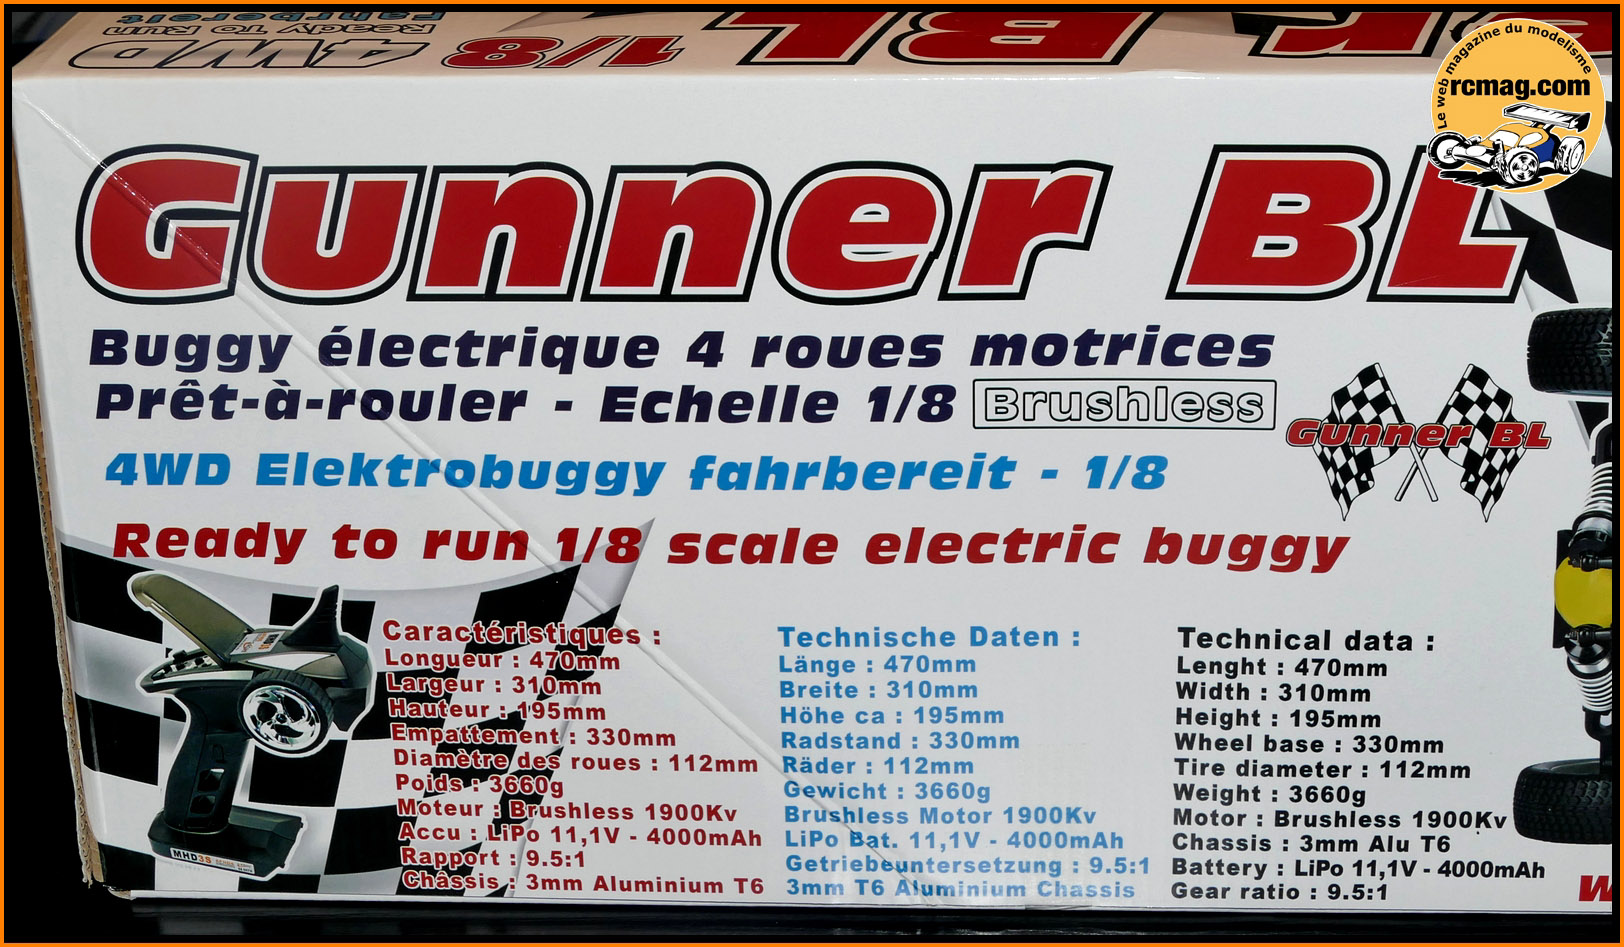 Fahrbereit
Ready To Run
4WD
1/8
BL
Le web magazine du modelisme
rcmag.com
Gunner BL
Buggy électrique 4 roues motrices
Prêt-à-rouler - Echelle 1/8 Brushless
Gunner BL
4WD Elektrobuggy fahrbereit - 1/8
Ready to run 1/8 scale electric buggy
Caractéristiques :
Longueur : 470mm
Largeur : 310mm
Hauteur : 195mm
Empattement : 330mm
Diamètre des roues : 112mm
Poids : 3660g
Moteur : Brushless 1900Kv
Accu : LiPo 11,1V - 4000mAh
Rapport : 9.5:1
Châssis : 3mm Aluminium T6
Technische Daten :
Länge : 470mm
Breite : 310mm
Höhe ca : 195mm
Radstand : 330mm
Räder : 112mm
Gewicht : 3660g
Brushless Motor 1900Kv
LiPo Bat. 11,1V - 4000mAh
Getriebeuntersetzung : 9.5:1
3mm T6 Aluminium Chassis
Technical data :
Lenght : 470mm
Width : 310mm
Height : 195mm
Wheel base : 330mm
Tire diameter : 112mm
Weight : 3660g
Motor : Brushless 1900Kv
Chassis : 3mm Alu T6
Battery : LiPo 11,1V - 4000mAh
Gear ratio : 9.5:1
MHD3S